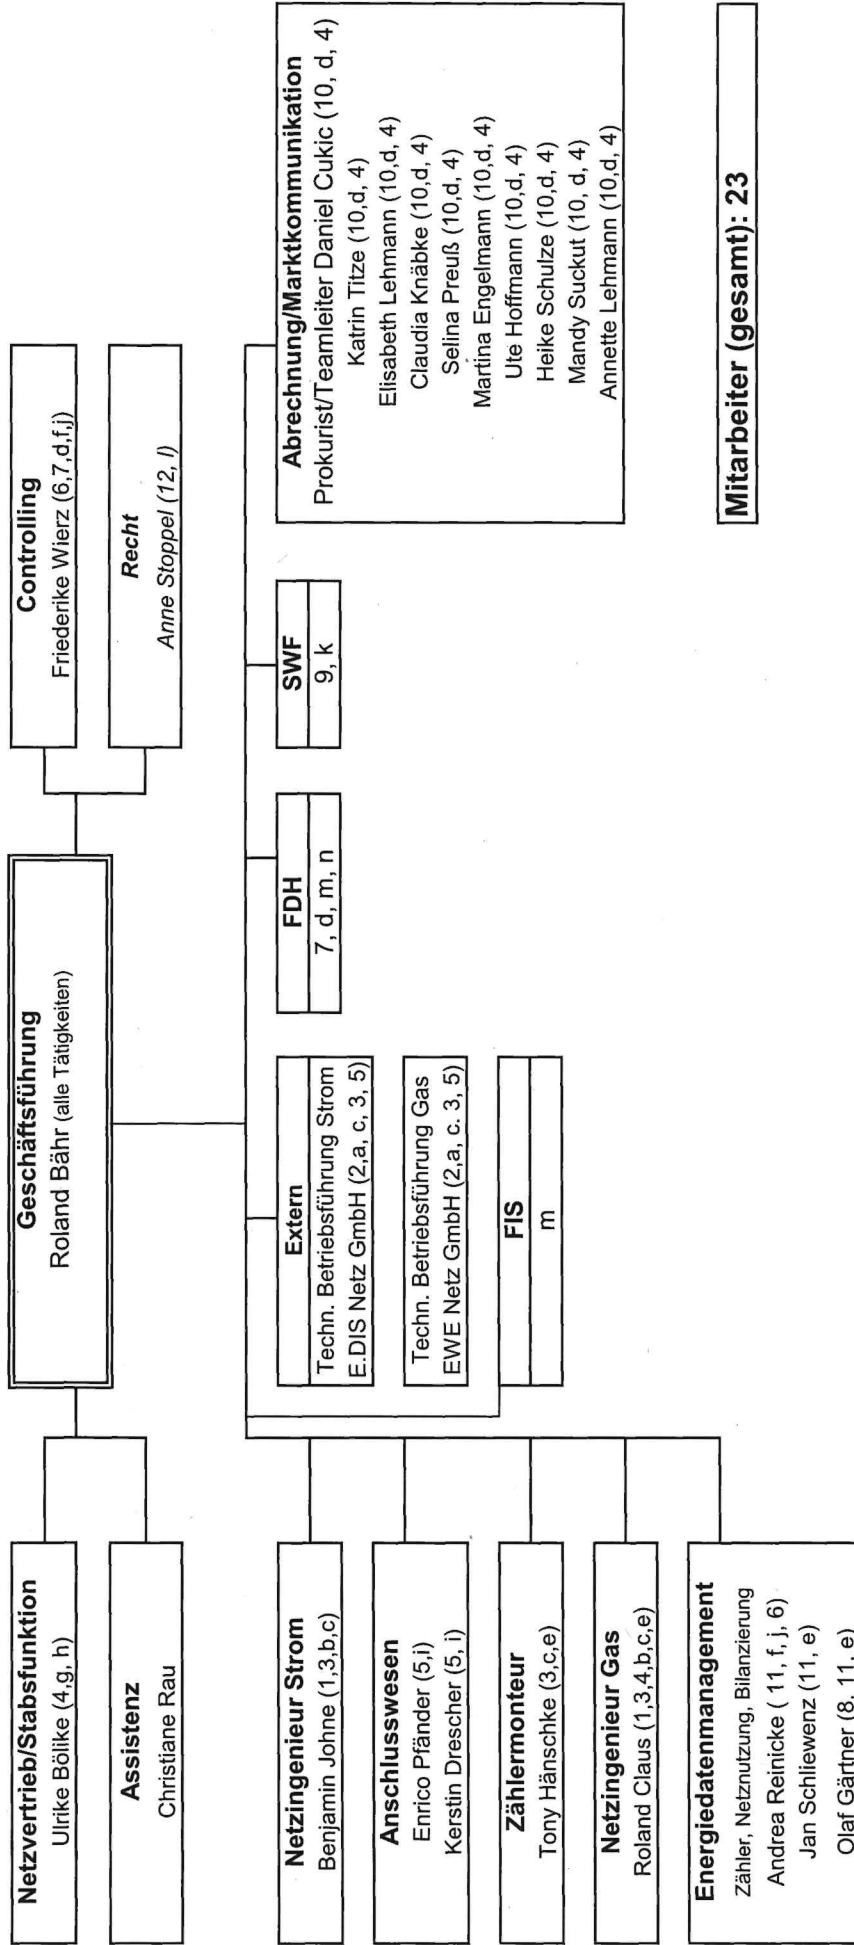 Geschäftsführung
Roland Bähr (alle Tätigkeiten)
Netzvertrieb/Stabsfunktion
Ulrike Bölike (4,g, h)
Assistenz
Christiane Rau
Controlling
Friederike Wierz (6,7,d,f,j)
Recht
Anne Stoppel (12, l)
Netzingenieur Strom
Benjamin Johne (1,3,b,c)
Anschlusswesen
Enrico Pfänder (5,i)
Kerstin Drescher (5, i)
Zählermonteur
Tony Hänschke (3,c,e)
Netzingenieur Gas
Roland Claus (1,3,4,b,c,e)
Energiedatenmanagement
Zähler, Netznutzung, Bilanzierung
Andrea Reinicke ( 11, f, j, 6)
Jan Schliewenz (11, e)
Olaf Gärtner (8, 11, e)
Extern
Techn. Betriebsführung Strom
E.DIS Netz GmbH (2,a, c. 3, 5)
Techn. Betriebsführung Gas
EWE Netz GmbH (2,a, c. 3, 5)
FIS
m
FDH
7, d, m, n
SWF
9, k
Abrechnung/Marktkommunikation
Prokurist/Teamleiter Daniel Cukic (10, d, 4)
Katrin Titze (10,d, 4)
Elisabeth Lehmann (10,d, 4)
Claudia Knäbke (10,d, 4)
Selina Preuß (10,d, 4)
Martina Engelmann (10,d, 4)
Ute Hoffmann (10,d, 4)
Heike Schulze (10,d, 4)
Mandy Suckut (10, d, 4)
Annette Lehmann (10,d, 4)
Mitarbeiter (gesamt): 23